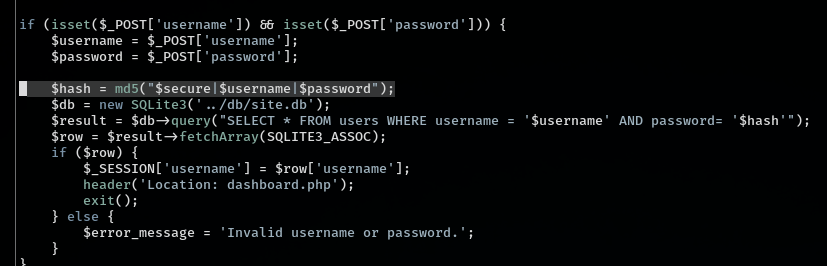 if (isset($_POST['username']) && isset($_POST['password'])) {
    $username = $_POST['username'];
    $password = $_POST['password'];
    $hash = md5("$secure|$username|$password");
    $db = new SQLite3('../db/site.db');
    $result = $db->query("SELECT * FROM users WHERE username = '$username' AND password= '$hash'");
    $row = $result->fetchArray(SQLITE3_ASSOC);
    if ($row) {
        $_SESSION['username'] = $row['username'];
        header('Location: dashboard.php');
        exit();
    } else {
        $error_message = 'Invalid username or password.';
    }
}